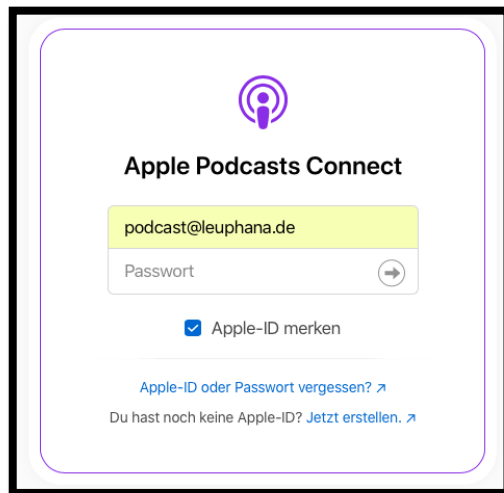 Apple Podcasts Connect
podcast@leuphana.de
Passwort
Apple-ID merken
Apple-ID oder Passwort vergessen? ↗
Du hast noch keine Apple-ID? Jetzt erstellen. ↗